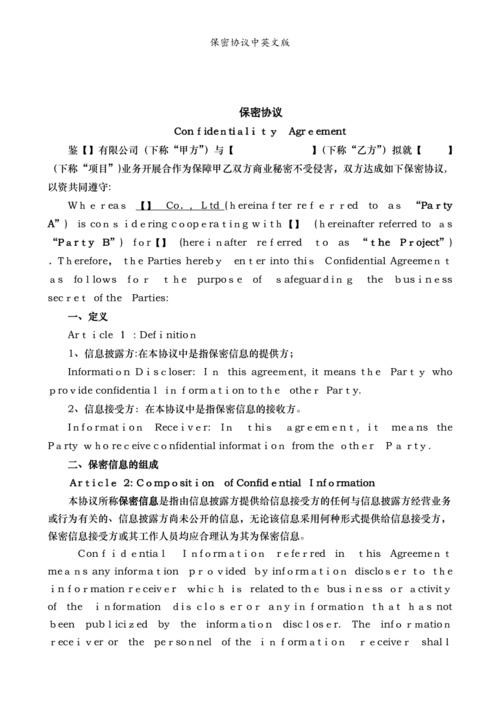 保密协议中英文版
保密协议
Confidentiality Agreement
鉴【】有限公司（下称“甲方”）与【 】（下称“乙方”）拟就【 】
（下称“项目”)业务开展合作为保障甲乙双方商业秘密不受侵害，双方达成如下保密协议，
以资共同遵守:
Whereas 【】 Co., Ltd (hereinafter referred to as “Party
A”) is considering cooperating with【】 (hereinafter referred to as
“Party B”) for【】 (hereinafter referred to as “the Project”)
. Therefore, the Parties hereby enter into this Confidential Agreement
as follows for the purpose of safeguarding the business
secret of the Parties:
一、定义
Article 1 : Definition
1、信息披露方:在本协议中是指保密信息的提供方；
Information Discloser: In this agreement, it means the Party who
provide confidential information to the other Party.
2、信息接受方：在本协议中是指保密信息的接收方。
Information Receiver: In this agreement, it means the
Party who receive confidential information from the other Party.
二、保密信息的组成
Article 2: Composition of Confidential Information
本协议所称保密信息是指由信息披露方提供给信息接受方的任何与信息披露方经营业务
或行为有关的、信息披露方尚未公开的信息，无论该信息采用何种形式提供给信息接受方，
保密信息接受方或其工作人员均应合理认为其为保密信息。
Confidential Information referred in this Agreement
means any information provided by information discloser to the
information receiver which is related to the business or activity
of the information discloser or any information that has not
been publicized by the information discloser. The information
receiver or the personnel of the information receiver shall